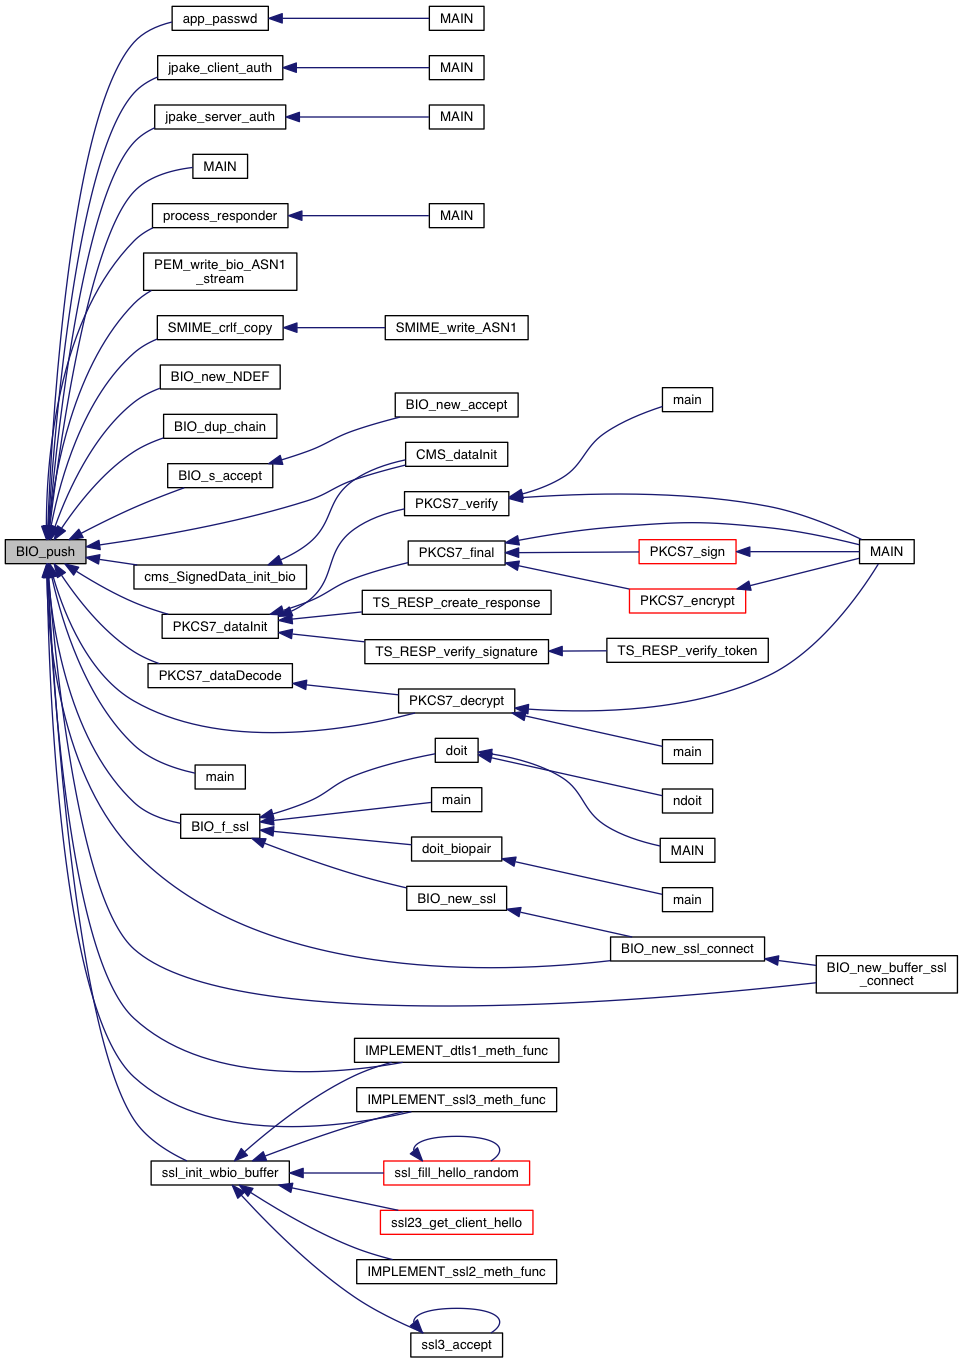 app_passwd
MAIN
jpake_client_auth
MAIN
jpake_server_auth
MAIN
MAIN
process_responder
MAIN
PEM_write_bio_ASN1
_stream
SMIME_crlf_copy
SMIME_write_ASN1
BIO_new_NDEF
main
BIO_new_accept
BIO_dup_chain
CMS_dataInit
BIO_s_accept
PKCS7_verify
BIO_push
PKCS7_final
PKCS7_sign
MAIN
cms_SignedData_init_bio
PKCS7_encrypt
TS_RESP_create_response
PKCS7_dataInit
TS_RESP_verify_signature
TS_RESP_verify_token
PKCS7_dataDecode
PKCS7_decrypt
doit
main
main
main
ndoit
BIO_f_ssl
doit_biopair
MAIN
BIO_new_ssl
main
BIO_new_ssl_connect
BIO_new_buffer_ssl
_connect
IMPLEMENT_dtls1_meth_func
IMPLEMENT_ssl3_meth_func
ssl_init_wbio_buffer
ssl_fill_hello_random
ssl23_get_client_hello
IMPLEMENT_ssl2_meth_func
ssl3_accept